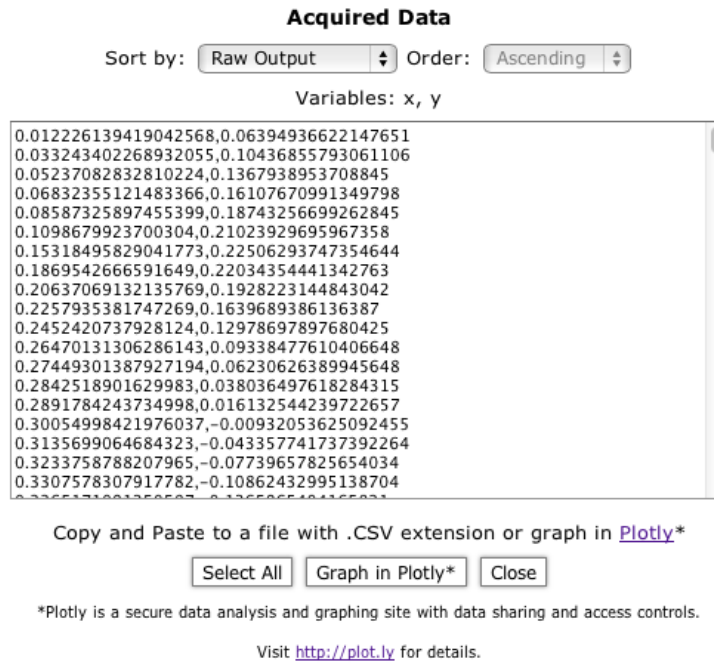 Acquired Data
Sort by: Raw Output Order: Ascending
Variables: x, y
0.012226139419042568,0.06394936622147651
0.033243402268932055,0.10436855793061106
0.05237082832810224,0.1367938953708845
0.06832355121483366,0.16107670991349798
0.08587325897455399,0.18743256699262845
0.1098679923700304,0.21023929695967358
0.15318495829041773,0.22506293747354644
0.1869542666591649,0.22034354441342763
0.20637069132135769,0.1928223144843042
0.2257935381747269,0.1639689386136387
0.2452420737928124,0.12978697897680425
0.26470131306286143,0.09338477610406648
0.27449301387927194,0.06230626389945648
0.2842518901629983,0.038036497618284315
0.2891784243734998,0.016132544239722657
0.30054998421976037,-0.00932053625092455
0.3135699064684323,-0.043357741737392264
0.3233758788207965,-0.07739657825654034
0.3307578307917782,-0.10862432995138704
Copy and Paste to a file with .CSV extension or graph in Plotly*
Select All Graph in Plotly* Close
*Plotly is a secure data analysis and graphing site with data sharing and access controls.
Visit http://plot.ly for details.